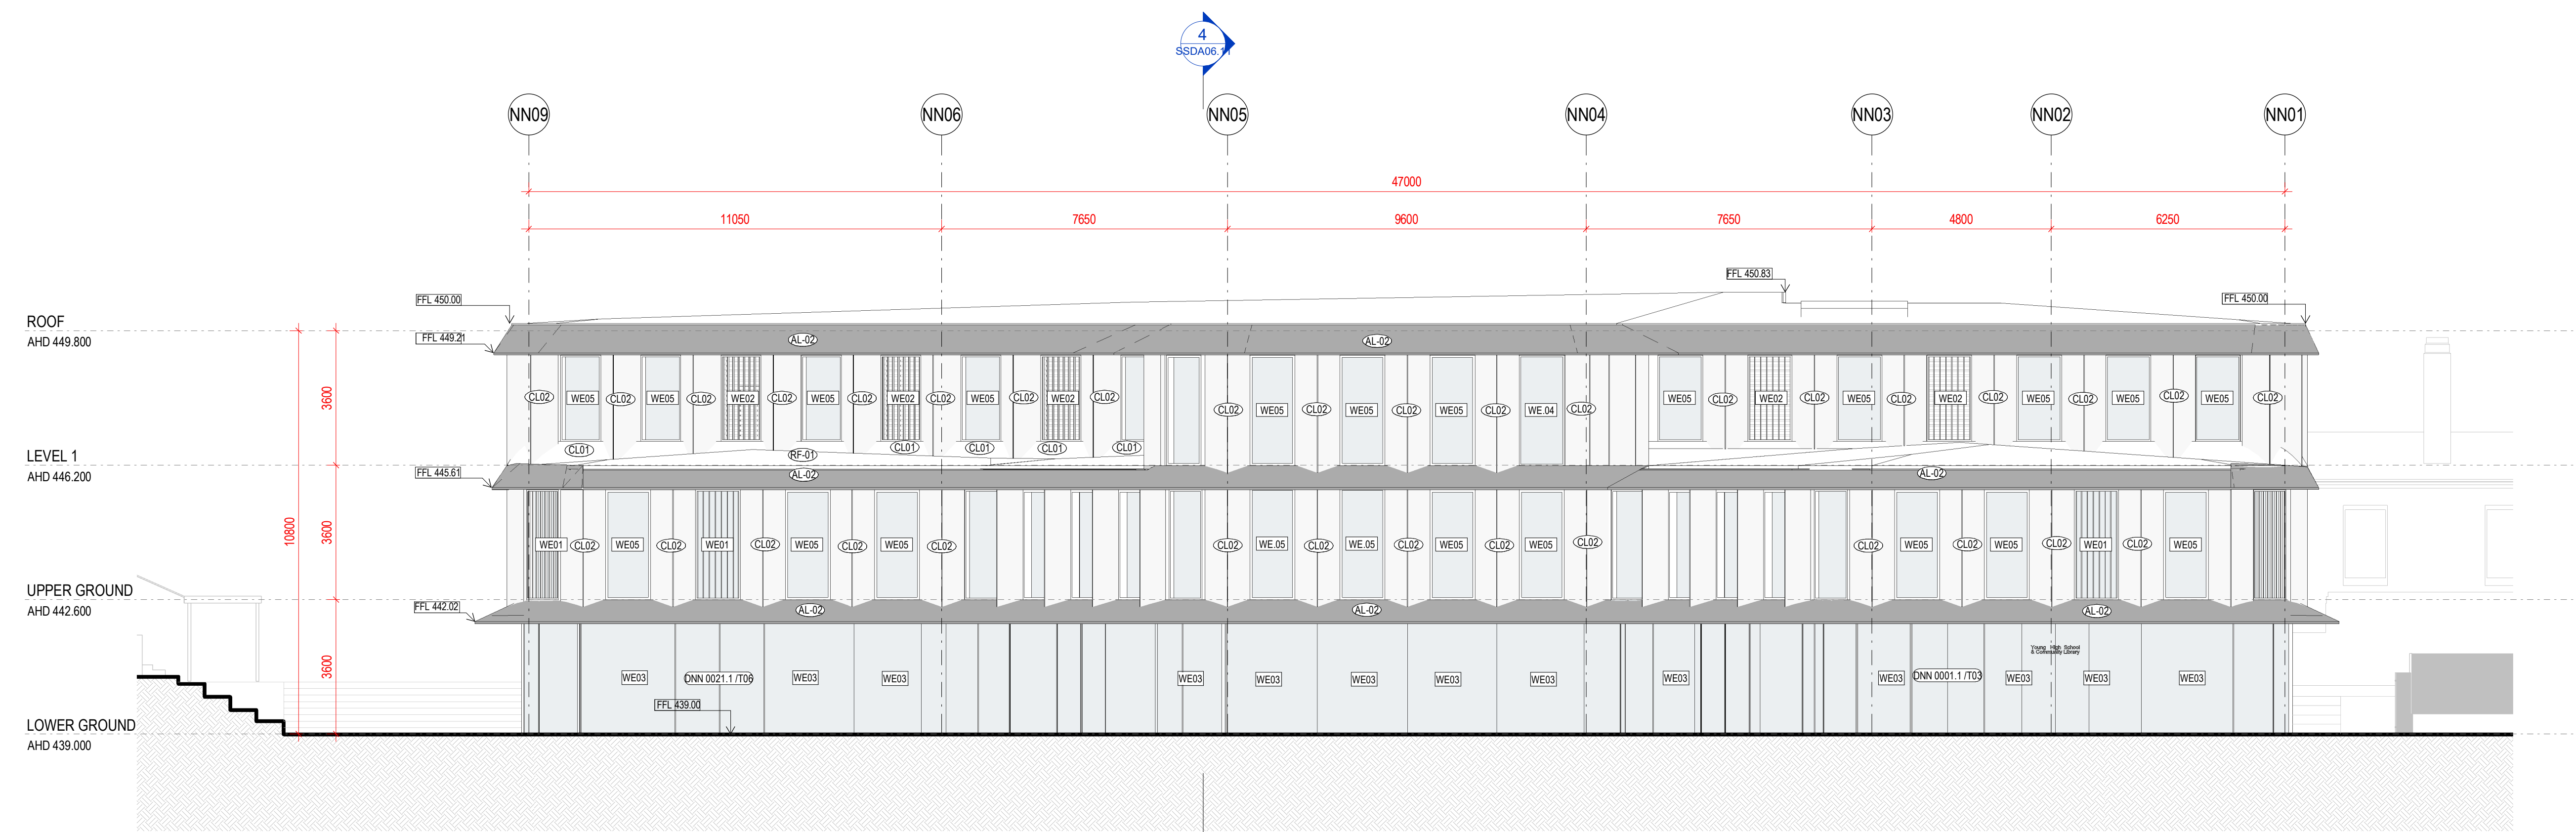 4
SSDA06.11
NN09
NN06
NN05
NN04
NN03
NN02
NN01
47000
11050
7650
9600
7650
4800
6250
FFL 450.83
FFL 450.00
FFL 450.00
ROOF
AHD 449.800
FFL 449.21
AL-02
AL-02
3600
CL02
WE05
CL02
WE05
CL02
WE02
CL02
WE05
CL02
WE02
CL02
WE05
CL02
WE02
CL02
CL02
WE05
CL02
WE05
CL02
WE05
CL02
WE.04
CL02
WE05
CL02
WE02
CL02
WE05
CL02
WE02
CL02
WE05
CL02
WE05
CL02
WE05
CL02
CL01
CL01
CL01
CL01
CL01
RF-01
LEVEL 1
AHD 446.200
FFL 445.61
AL-02
AL-02
10800
3600
WE01
CL02
WE05
CL02
WE01
CL02
WE05
CL02
WE05
CL02
CL02
WE.05
CL02
WE.05
CL02
WE05
CL02
WE05
CL02
CL02
WE05
CL02
WE05
CL02
WE01
CL02
WE05
UPPER GROUND
AHD 442.600
FFL 442.02
AL-02
AL-02
AL-02
3600
Young High School
& Community Library
WE03
DNN 0021.1 /T06
WE03
WE03
WE03
WE03
WE03
WE03
WE03
WE03
WE03
DNN 0001.1 /T03
WE03
WE03
WE03
FFL 439.00
LOWER GROUND
AHD 439.000